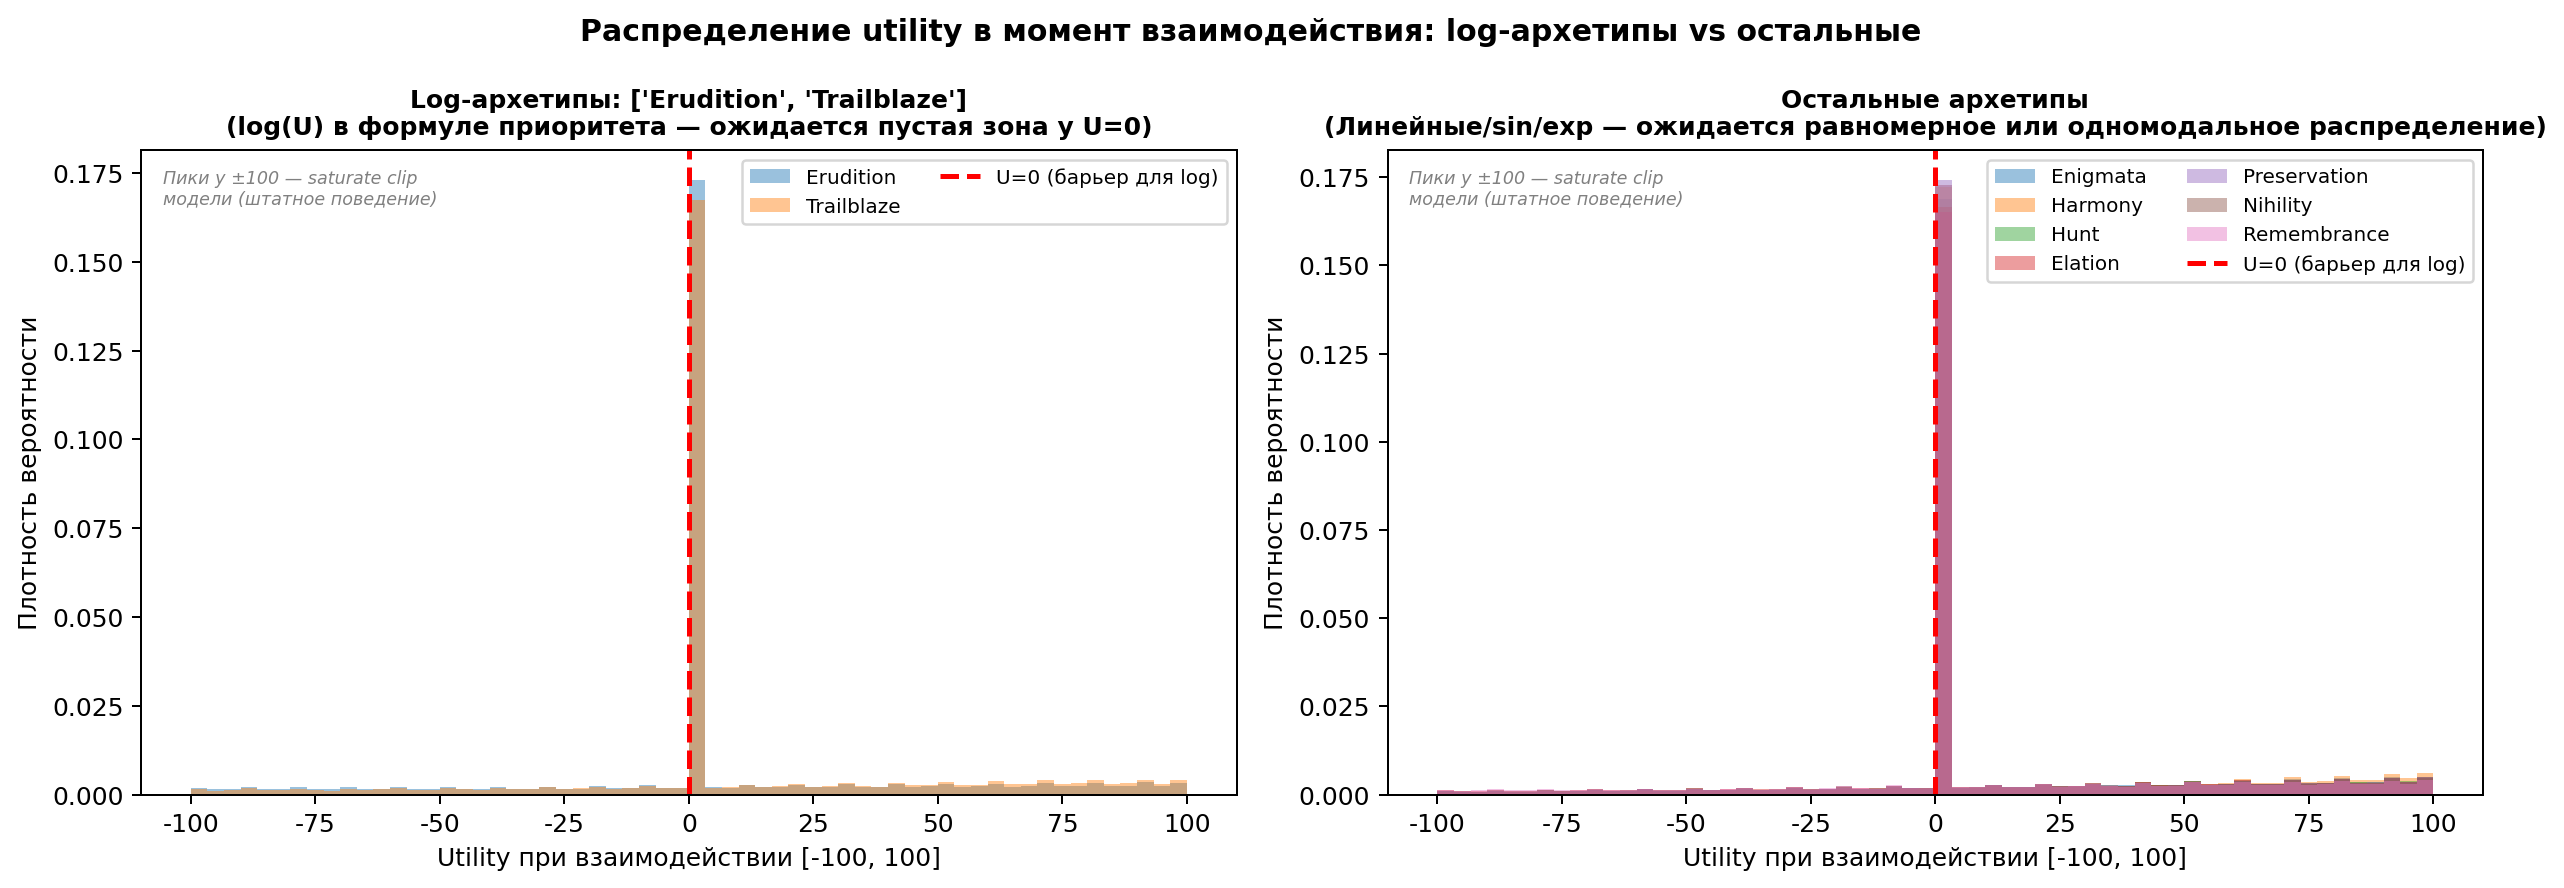 Распределение utility в момент взаимодействия: log-архетипы vs остальные
Log-архетипы: ['Erudition', 'Trailblaze']
(log(U) в формуле приоритета — ожидается пустая зона у U=0)
Пики у ±100 — saturate clip
модели (штатное поведение)
Erudition
Trailblaze
U=0 (барьер для log)
Плотность вероятности
0.175
0.150
0.125
0.100
0.075
0.050
0.025
0.000
-100 -75 -50 -25 0 25 50 75 100
Utility при взаимодействии [-100, 100]
Остальные архетипы
(Линейные/sin/exp — ожидается равномерное или одномодальное распределение)
Пики у ±100 — saturate clip
модели (штатное поведение)
Enigmata
Harmony
Hunt
Elation
Preservation
Nihility
Remembrance
U=0 (барьер для log)
Плотность вероятности
0.175
0.150
0.125
0.100
0.075
0.050
0.025
0.000
-100 -75 -50 -25 0 25 50 75 100
Utility при взаимодействии [-100, 100]